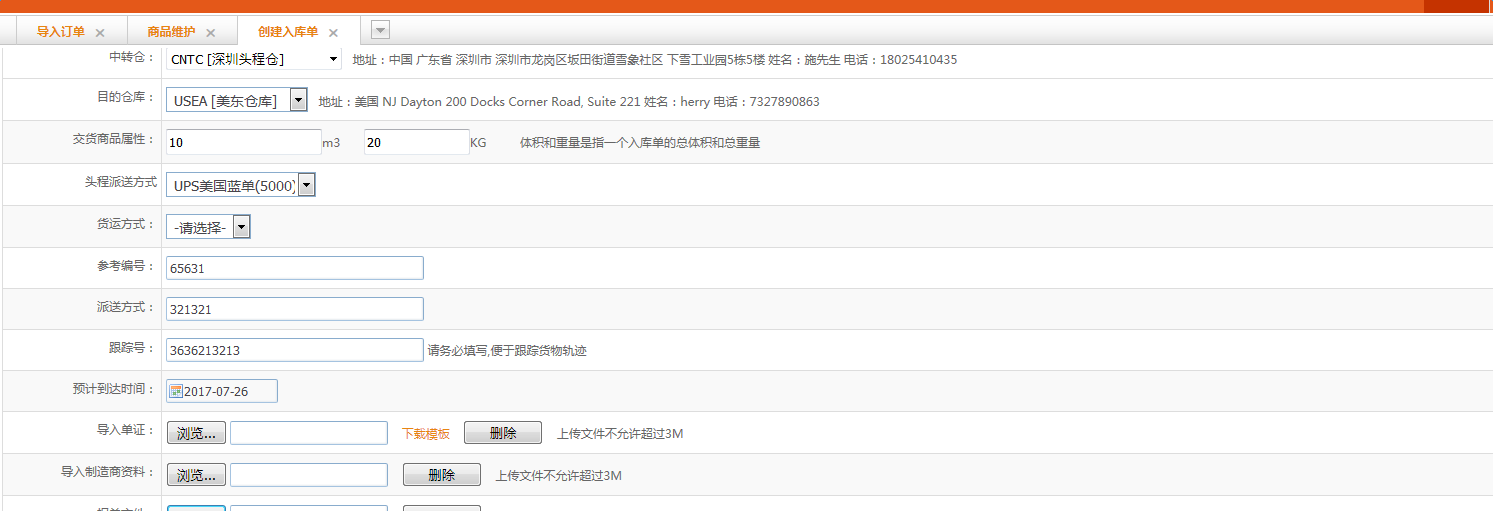 导入订单 商品维护 创建入库单
中转仓： CNTC [深圳头程仓] 地址：中国 广东省 深圳市 深圳市龙岗区坂田街道雪象社区 下雪工业园5栋5楼 姓名：施先生 电话：18025410435
目的仓库： USEA [美东仓库] 地址：美国 NJ Dayton 200 Docks Corner Road, Suite 221 姓名：herry 电话：7327890863
交货商品属性： 10 m3 20 KG 体积和重量是指一个入库单的总体积和总重量
头程派送方式 UPS美国蓝单(5000)
货运方式： -请选择-
参考编号： 65631
派送方式： 321321
跟踪号： 3636213213 请务必填写,便于跟踪货物轨迹
预计到达时间： 2017-07-26
导入单证： 浏览... 下载模板 删除 上传文件不允许超过3M
导入制造商资料： 浏览... 删除 上传文件不允许超过3M